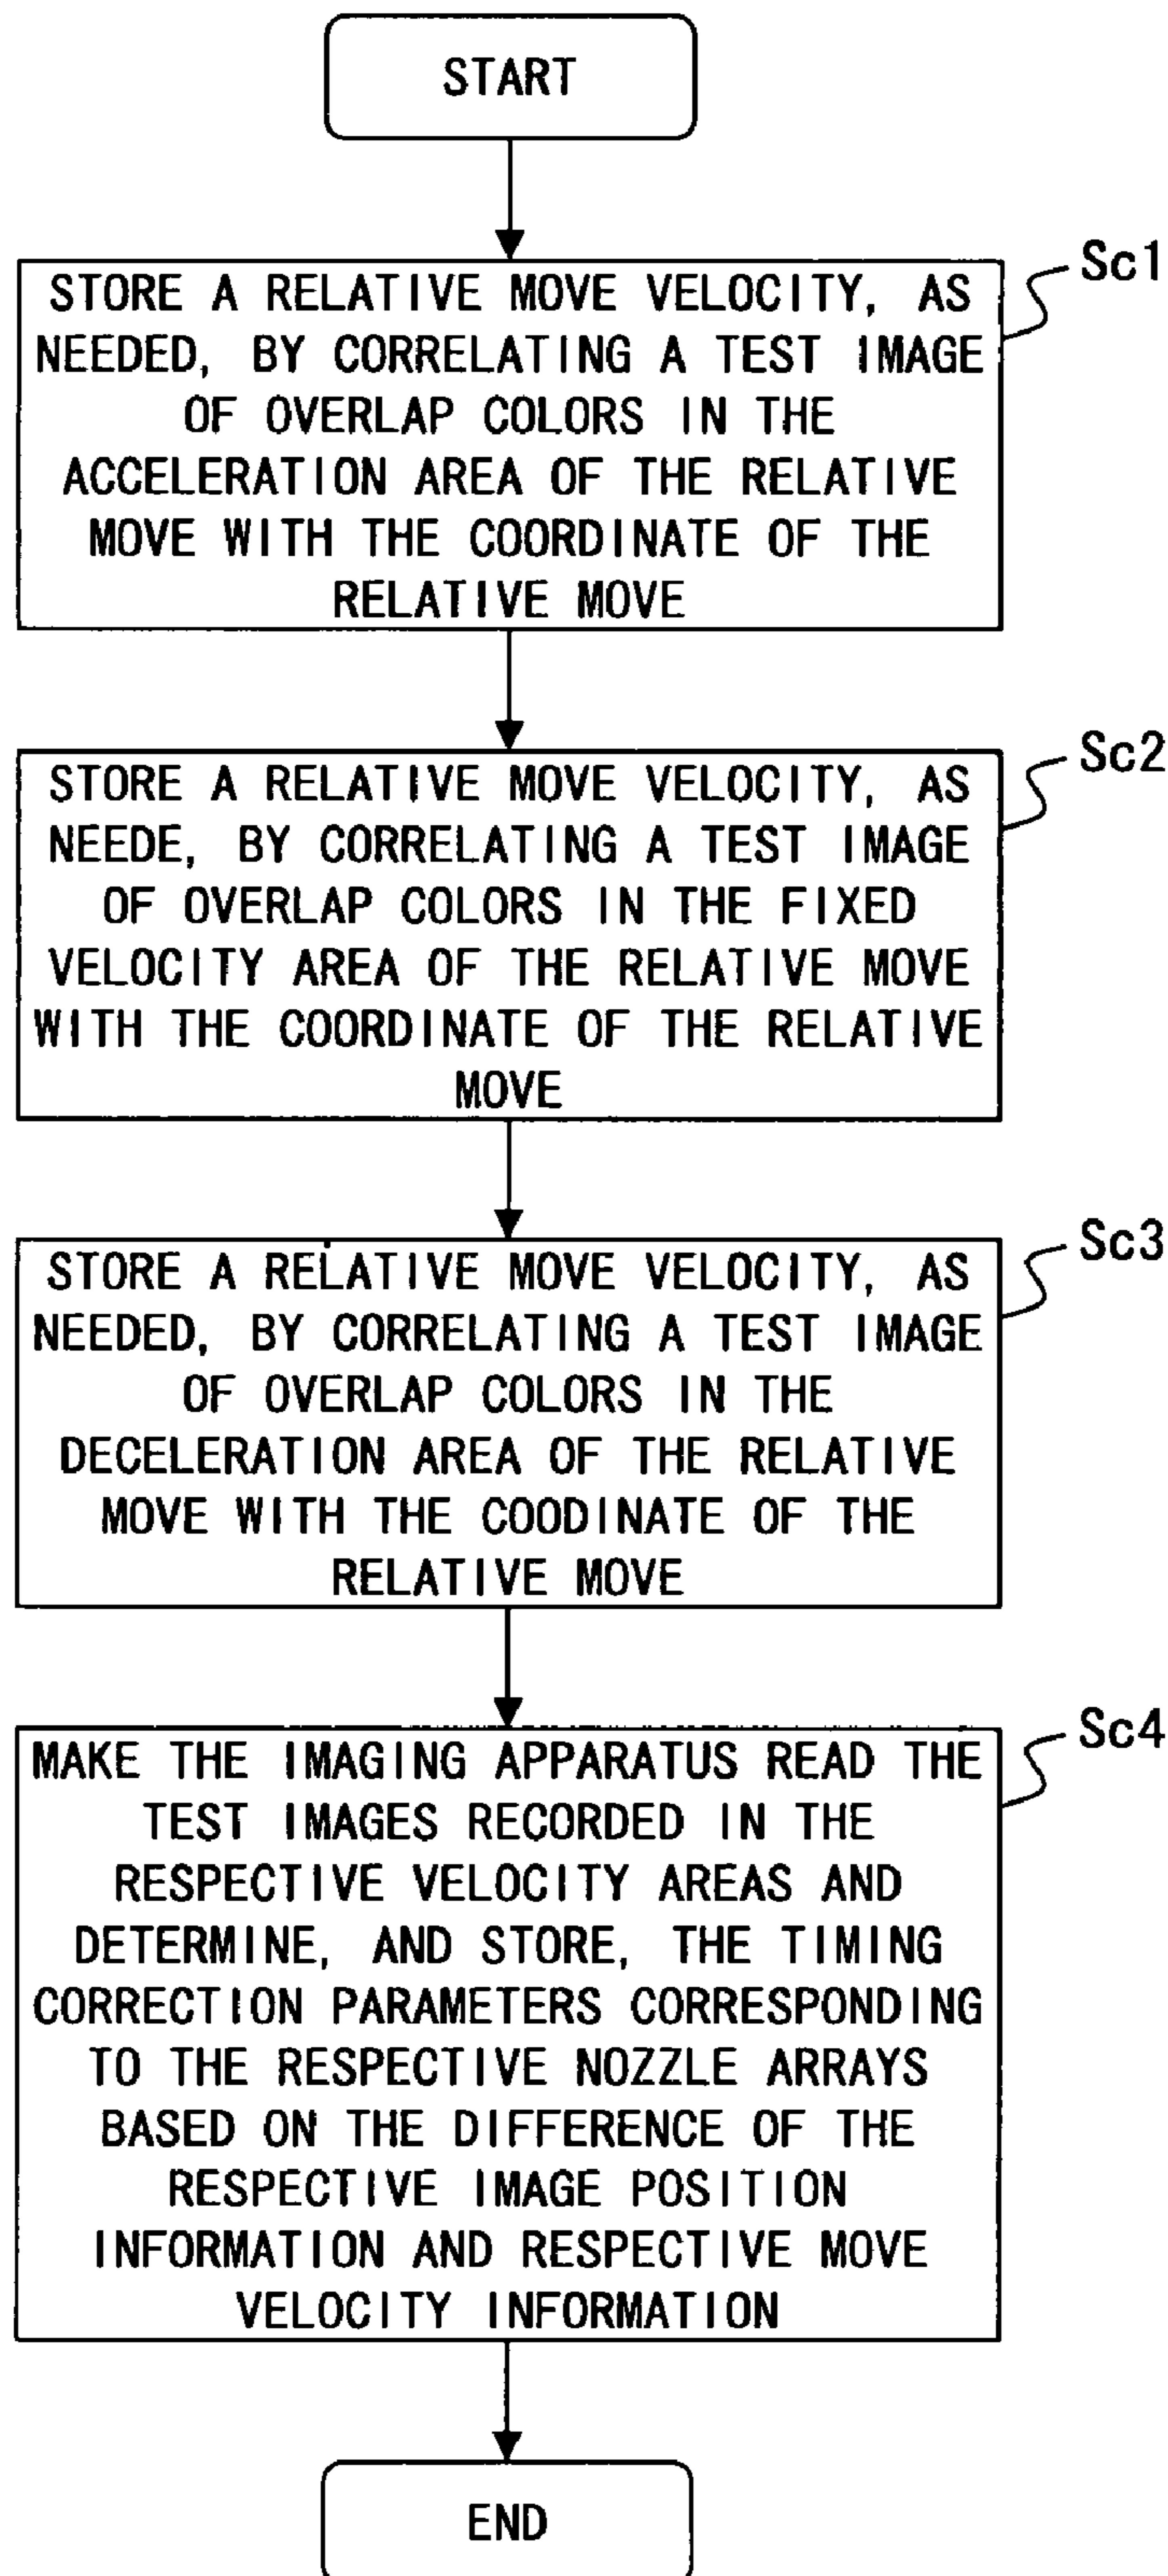 START
Sc1
STORE A RELATIVE MOVE VELOCITY, AS
NEEDED, BY CORRELATING A TEST IMAGE
OF OVERLAP COLORS IN THE
ACCELERATION AREA OF THE RELATIVE
MOVE WITH THE COORDINATE OF THE
RELATIVE MOVE
Sc2
STORE A RELATIVE MOVE VELOCITY, AS
NEEDE, BY CORRELATING A TEST IMAGE
OF OVERLAP COLORS IN THE FIXED
VELOCITY AREA OF THE RELATIVE MOVE
WITH THE COORDINATE OF THE RELATIVE
MOVE
Sc3
STORE A RELATIVE MOVE VELOCITY, AS
NEEDED, BY CORRELATING A TEST IMAGE
OF OVERLAP COLORS IN THE
DECELERATION AREA OF THE RELATIVE
MOVE WITH THE COODINATE OF THE
RELATIVE MOVE
Sc4
MAKE THE IMAGING APPARATUS READ THE
TEST IMAGES RECORDED IN THE
RESPECTIVE VELOCITY AREAS AND
DETERMINE, AND STORE, THE TIMING
CORRECTION PARAMETERS CORRESPONDING
TO THE RESPECTIVE NOZZLE ARRAYS
BASED ON THE DIFFERENCE OF THE
RESPECTIVE IMAGE POSITION
INFORMATION AND RESPECTIVE MOVE
VELOCITY INFORMATION
END